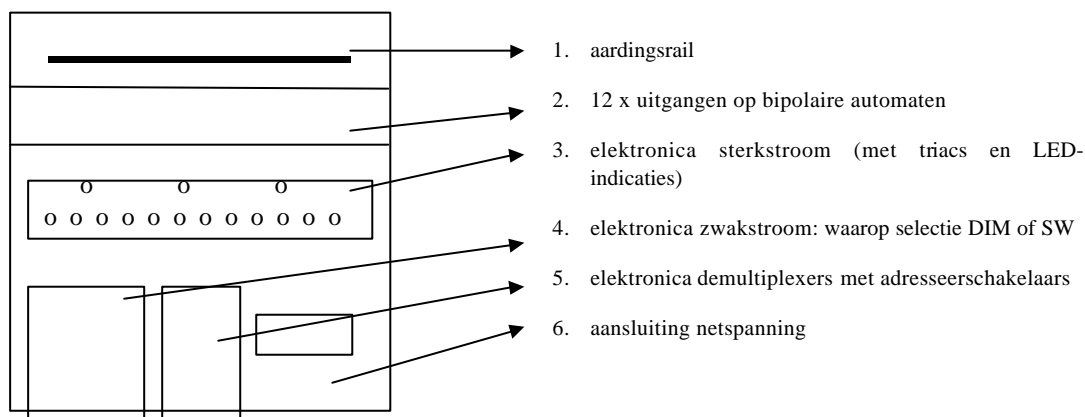 1. aardingsrail
2. 12 x uitgangen op bipolaire automaten
3. elektronica sterkstroom (met triacs en LED-
indicaties)
o o o
o o o o o o o o o o o o
4. elektronica zwakstroom: waarop selectie DIM of SW
5. elektronica demultiplexers met adresseerschakelaars
6. aansluiting netspanning